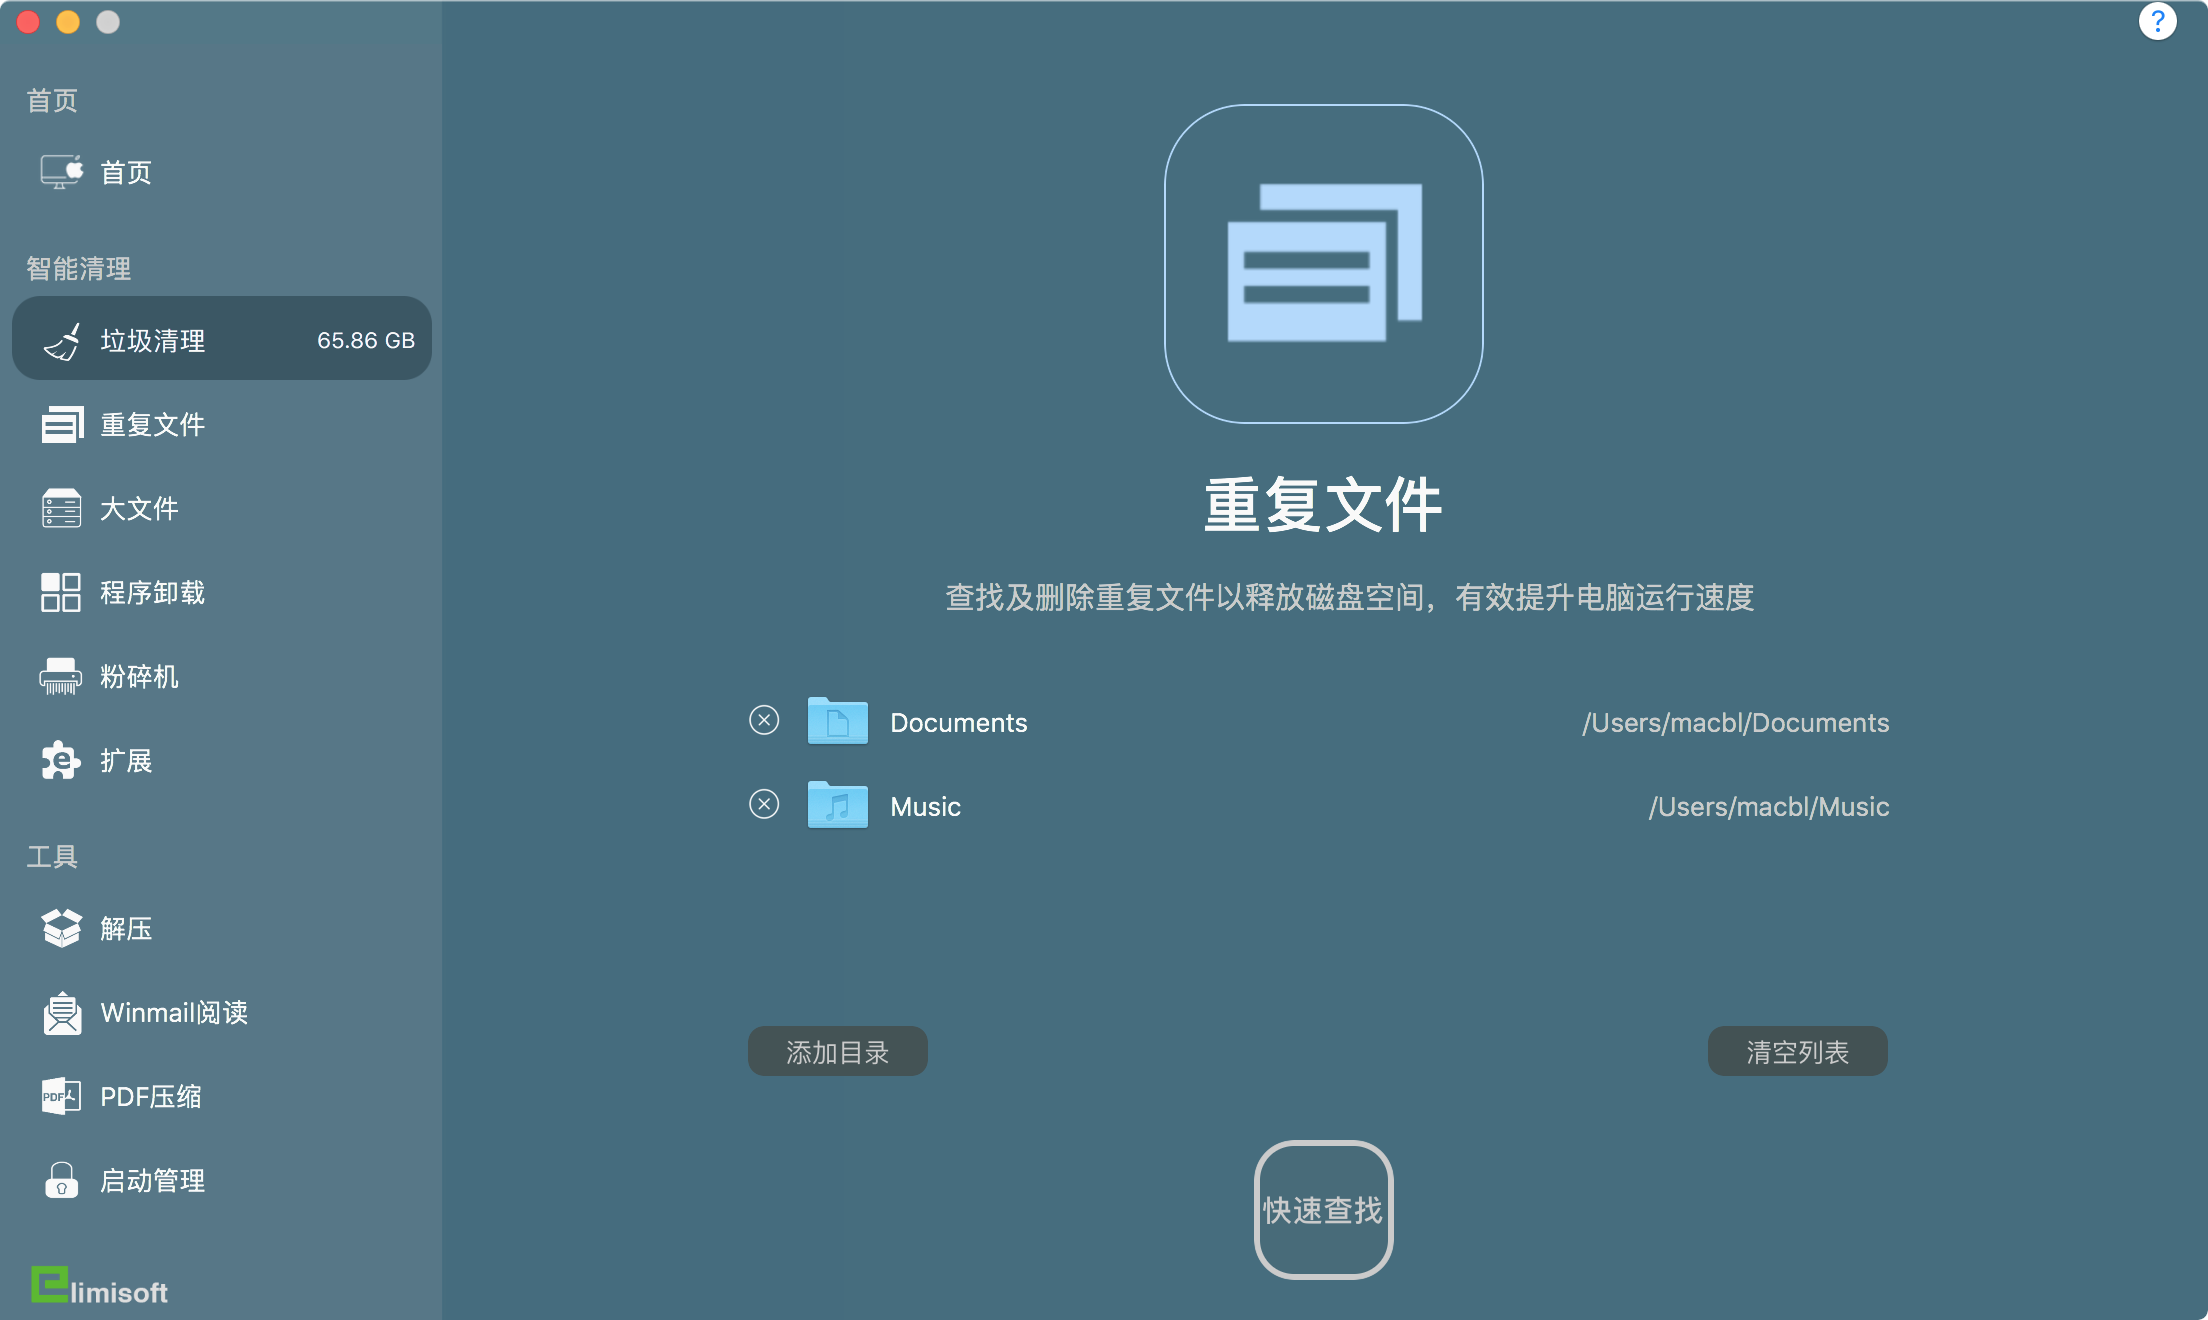 ?
首页
首页
智能清理
垃圾清理 65.86 GB
重复文件
大文件
程序卸载
粉碎机
扩展
工具
解压
Winmail阅读
PDF压缩
启动管理
elimisoft
重复文件
查找及删除重复文件以释放磁盘空间，有效提升电脑运行速度
Documents /Users/macbl/Documents
Music /Users/macbl/Music
添加目录 清空列表
快速查找